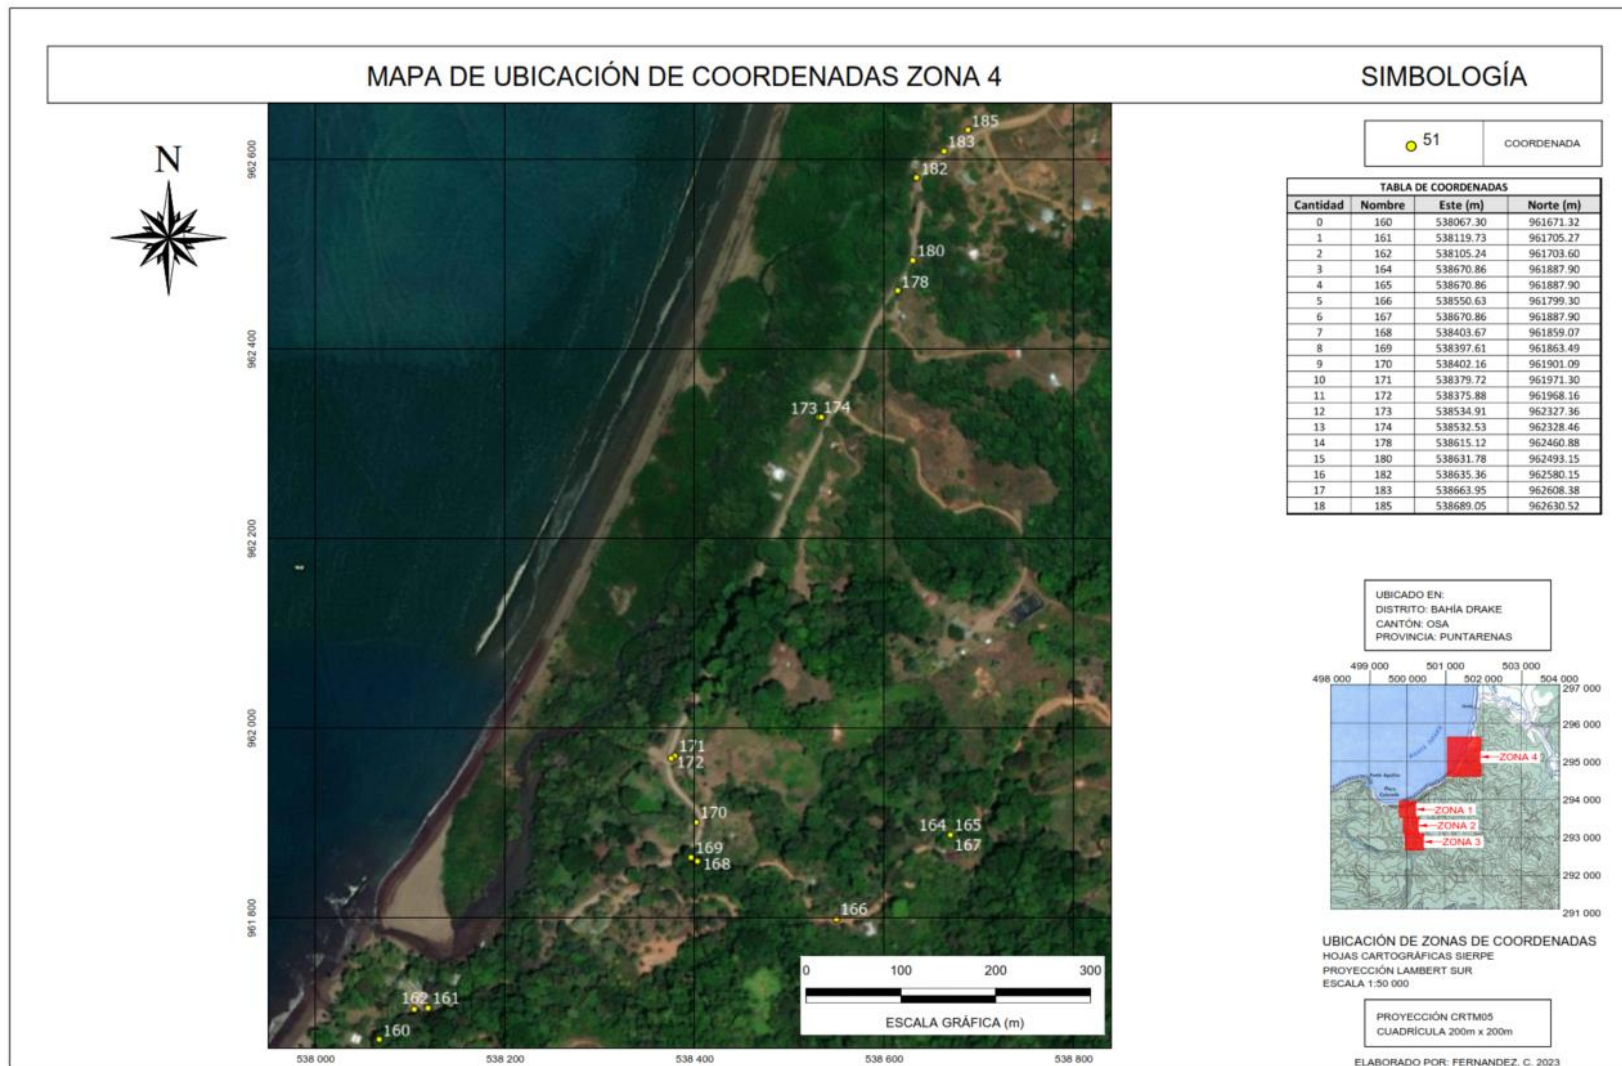 MAPA DE UBICACIÓN DE COORDENADAS ZONA 4
SIMBOLOGÍA
N
51
COORDENADA
TABLA DE COORDENADAS
Cantidad Nombre Este (m) Norte (m)
0 160 538067.30 961671.32
1 161 538119.73 961705.27
2 162 538105.24 961703.60
3 164 538670.86 961887.90
4 165 538670.86 961887.90
5 166 538550.63 961799.30
6 167 538670.86 961887.90
7 168 538403.67 961859.07
8 169 538397.61 961863.49
9 170 538402.16 961901.09
10 171 538379.72 961971.30
11 172 538375.88 961968.16
12 173 538534.91 962327.36
13 174 538532.53 962328.46
14 178 538615.12 962460.88
15 180 538631.78 962493.15
16 182 538635.36 962580.15
17 183 538663.95 962608.38
18 185 538689.05 962630.52
185
183
182
180
178
173 174
171
172
170
169
168
164 165
167
166
162 161
160
962 600
962 400
962 200
962 000
961 800
538 000 538 200 538 400 538 600 538 800
0 100 200 300
ESCALA GRÁFICA (m)
UBICADO EN:
DISTRITO: BAHÍA DRAKE
CANTÓN: OSA
PROVINCIA: PUNTARENAS
499 000 501 000 503 000
498 000 500 000 502 000 504 000
297 000
296 000
295 000
294 000
293 000
292 000
291 000
ZONA 4
ZONA 1
ZONA 2
ZONA 3
UBICACIÓN DE ZONAS DE COORDENADAS
HOJAS CARTOGRÁFICAS SIERPE
PROYECCIÓN LAMBERT SUR
ESCALA 1:50 000
PROYECCIÓN CRTM05
CUADRÍCULA 200m x 200m
ELABORADO POR: FERNANDEZ, C. 2023